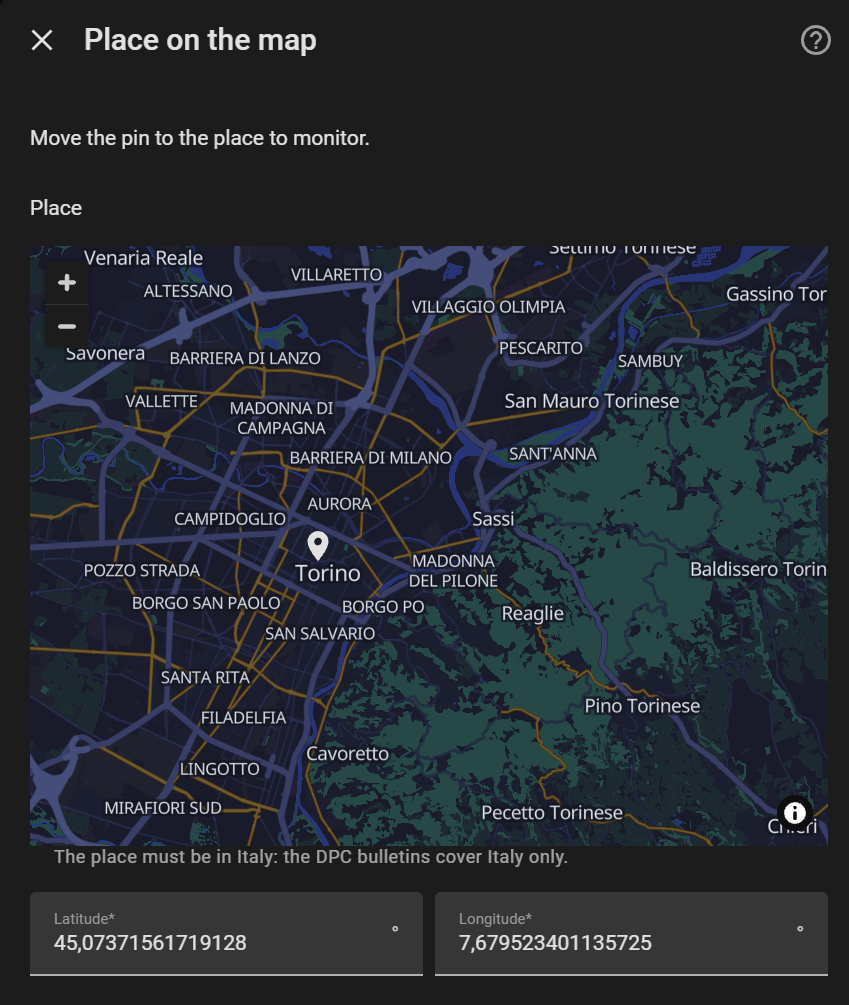 Place on the map
Move the pin to the place to monitor.
Place
Settimo Torinese
Venaria Reale
VILLARETTO
ALTESSANO
Gassino Tor
VILLAGGIO OLIMPIA
PESCARITO
Savonera
BARRIERA DI LANZO
SAMBUY
VALLETTE
San Mauro Torinese
MADONNA DI
CAMPAGNA
BARRIERA DI MILANO
SANT'ANNA
AURORA
CAMPIDOGLIO
Sassi
MADONNA
DEL PILONE
POZZO STRADA
Torino
Baldissero Torin
BORGO SAN PAOLO
BORGO PO
Reaglie
SAN SALVARIO
SANTA RITA
Pino Torinese
FILADELFIA
Cavoretto
LINGOTTO
MIRAFIORI SUD
Pecetto Torinese
Chieri
The place must be in Italy: the DPC bulletins cover Italy only.
Latitude*
45,07371561719128 °
Longitude*
7,679523401135725 °